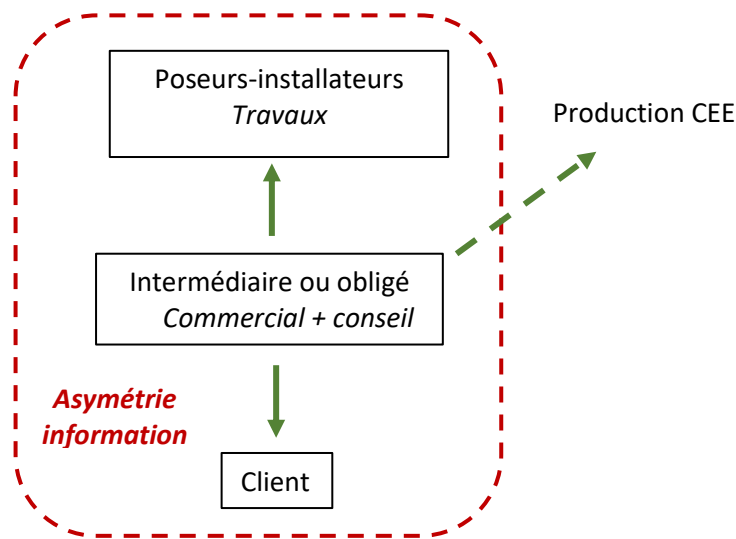 Poseurs-installateurs
Travaux
Production CEE
Intermédiaire ou obligé
Commercial + conseil
Asymétrie
information
Client